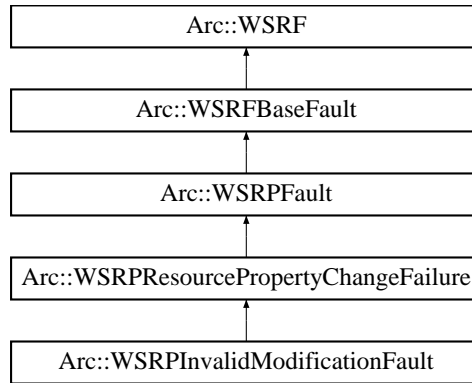 Arc::WSRF
Arc::WSRFBaseFault
Arc::WSRPFault
Arc::WSRPResourcePropertyChangeFailure
Arc::WSRPInvalidModificationFault